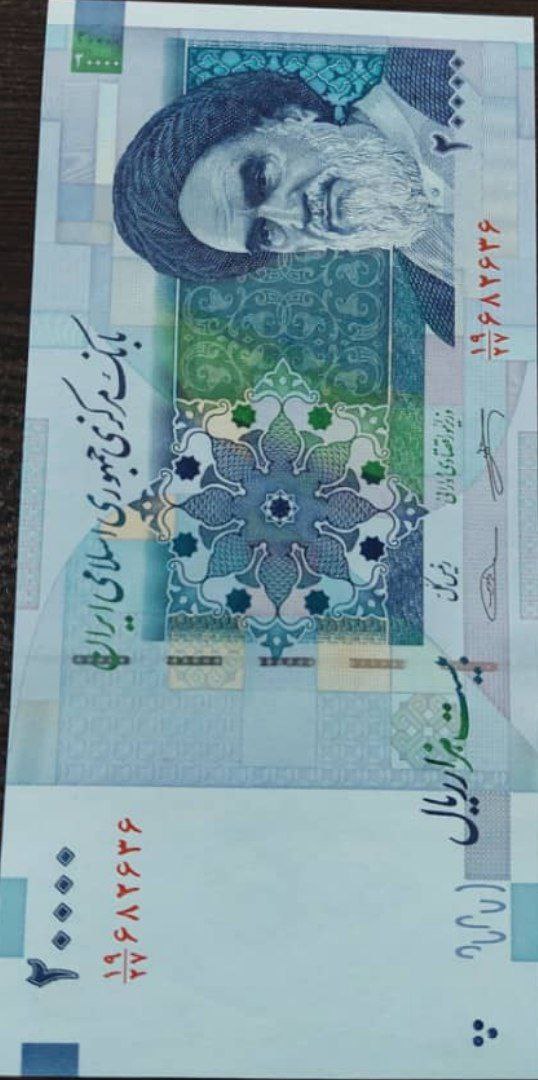 ۲۰۰۰۰
۱۹/۲۷ ۶۸۲۶۳۶
بانک مرکزی جمهوری اسلامی ایران
بیست هزار ریال
رئیس کل
وزیر امور اقتصادی و دارائی
۲۰۰۰۰
۱۹/۲۷ ۶۸۲۶۳۶